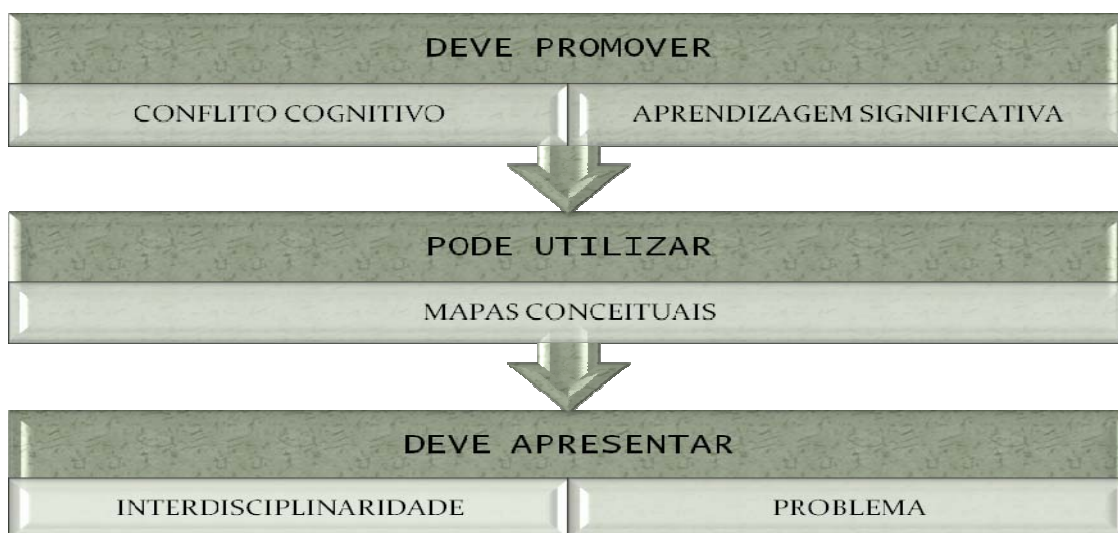 DEVE PROMOVER
CONFLITO COGNITIVO APRENDIZAGEM SIGNIFICATIVA
PODE UTILIZAR
MAPAS CONCEITUAIS
DEVE APRESENTAR
INTERDISCIPLINARIDADE PROBLEMA